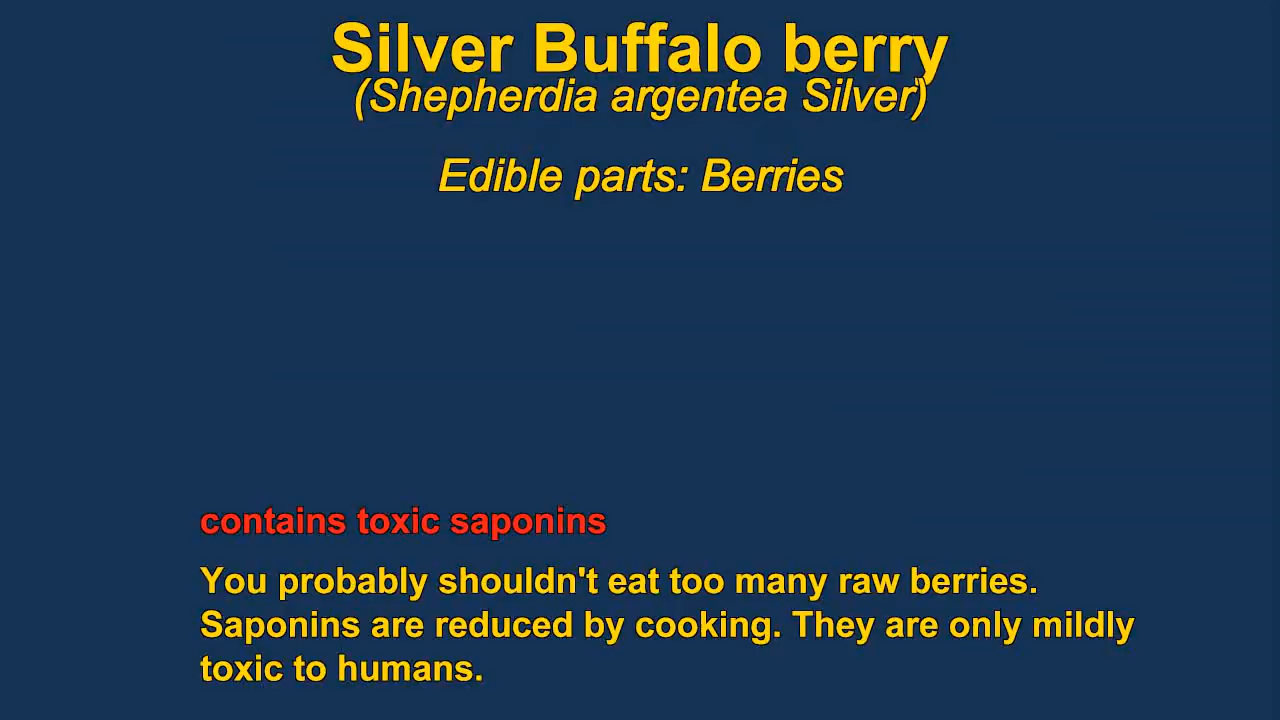 Silver Buffalo berry
(Shepherdia argentea Silver)
Edible parts: Berries
contains toxic saponins
You probably shouldn't eat too many raw berries.
Saponins are reduced by cooking. They are only mildly
toxic to humans.